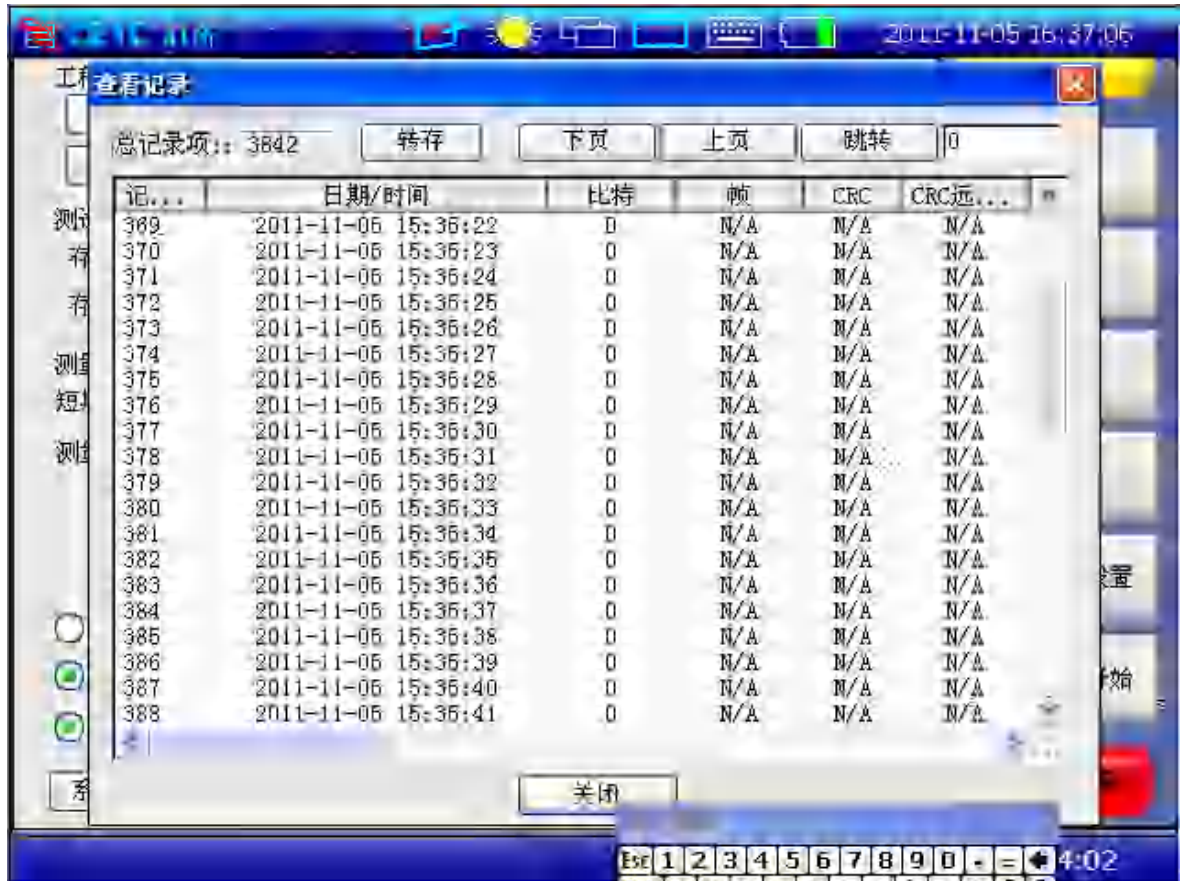 2011-11-05 16:37:06
查看记录
总记录项:: 3842 转存 下页 上页 跳转 0
记... 日期/时间 比特 帧 CRC CRC远...
369 2011-11-05 15:35:22 0 N/A N/A N/A
370 2011-11-05 15:35:23 0 N/A N/A N/A
371 2011-11-05 15:35:24 0 N/A N/A N/A
372 2011-11-05 15:35:25 0 N/A N/A N/A
373 2011-11-05 15:35:26 0 N/A N/A N/A
374 2011-11-05 15:35:27 0 N/A N/A N/A
375 2011-11-05 15:35:28 0 N/A N/A N/A
376 2011-11-05 15:35:29 0 N/A N/A N/A
377 2011-11-05 15:35:30 0 N/A N/A N/A
378 2011-11-05 15:35:31 0 N/A N/A N/A
379 2011-11-05 15:35:32 0 N/A N/A N/A
380 2011-11-05 15:35:33 0 N/A N/A N/A
381 2011-11-05 15:35:34 0 N/A N/A N/A
382 2011-11-05 15:35:35 0 N/A N/A N/A
383 2011-11-05 15:35:36 0 N/A N/A N/A
384 2011-11-05 15:35:37 0 N/A N/A N/A
385 2011-11-05 15:35:38 0 N/A N/A N/A
386 2011-11-05 15:35:39 0 N/A N/A N/A
387 2011-11-05 15:35:40 0 N/A N/A N/A
388 2011-11-05 15:35:41 0 N/A N/A N/A
关闭
Esc 1 2 3 4 5 6 7 8 9 0 - = 4:02